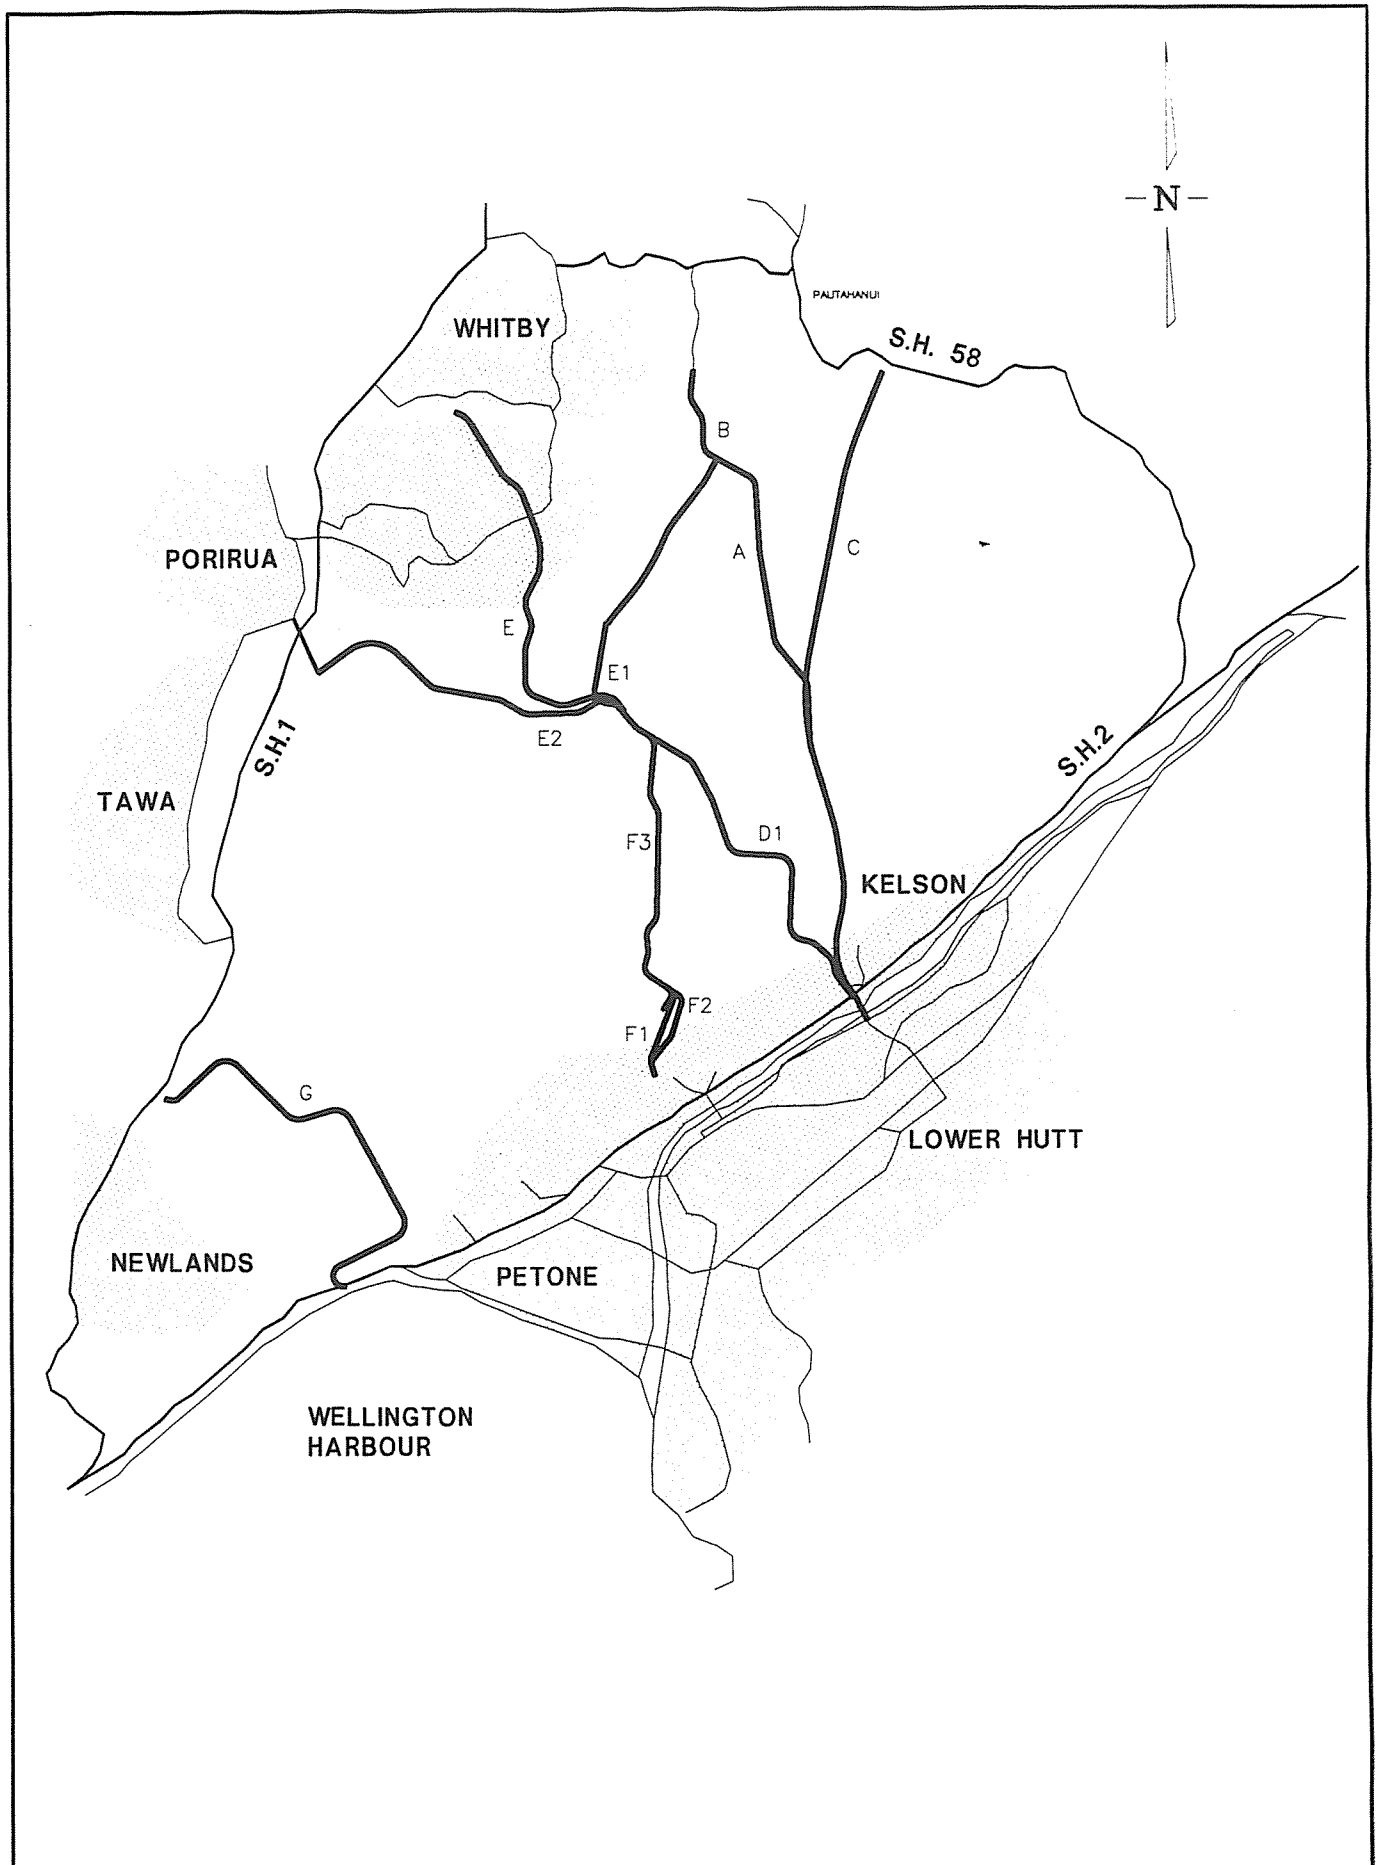 -N-
PAUTAHANUI
WHITBY
S.H. 58
B
A
C
PORIRUA
E
E1
S.H.1
E2
S.H.2
TAWA
D1
F3
KELSON
F2
F1
G
LOWER HUTT
NEWLANDS
PETONE
WELLINGTON
HARBOUR